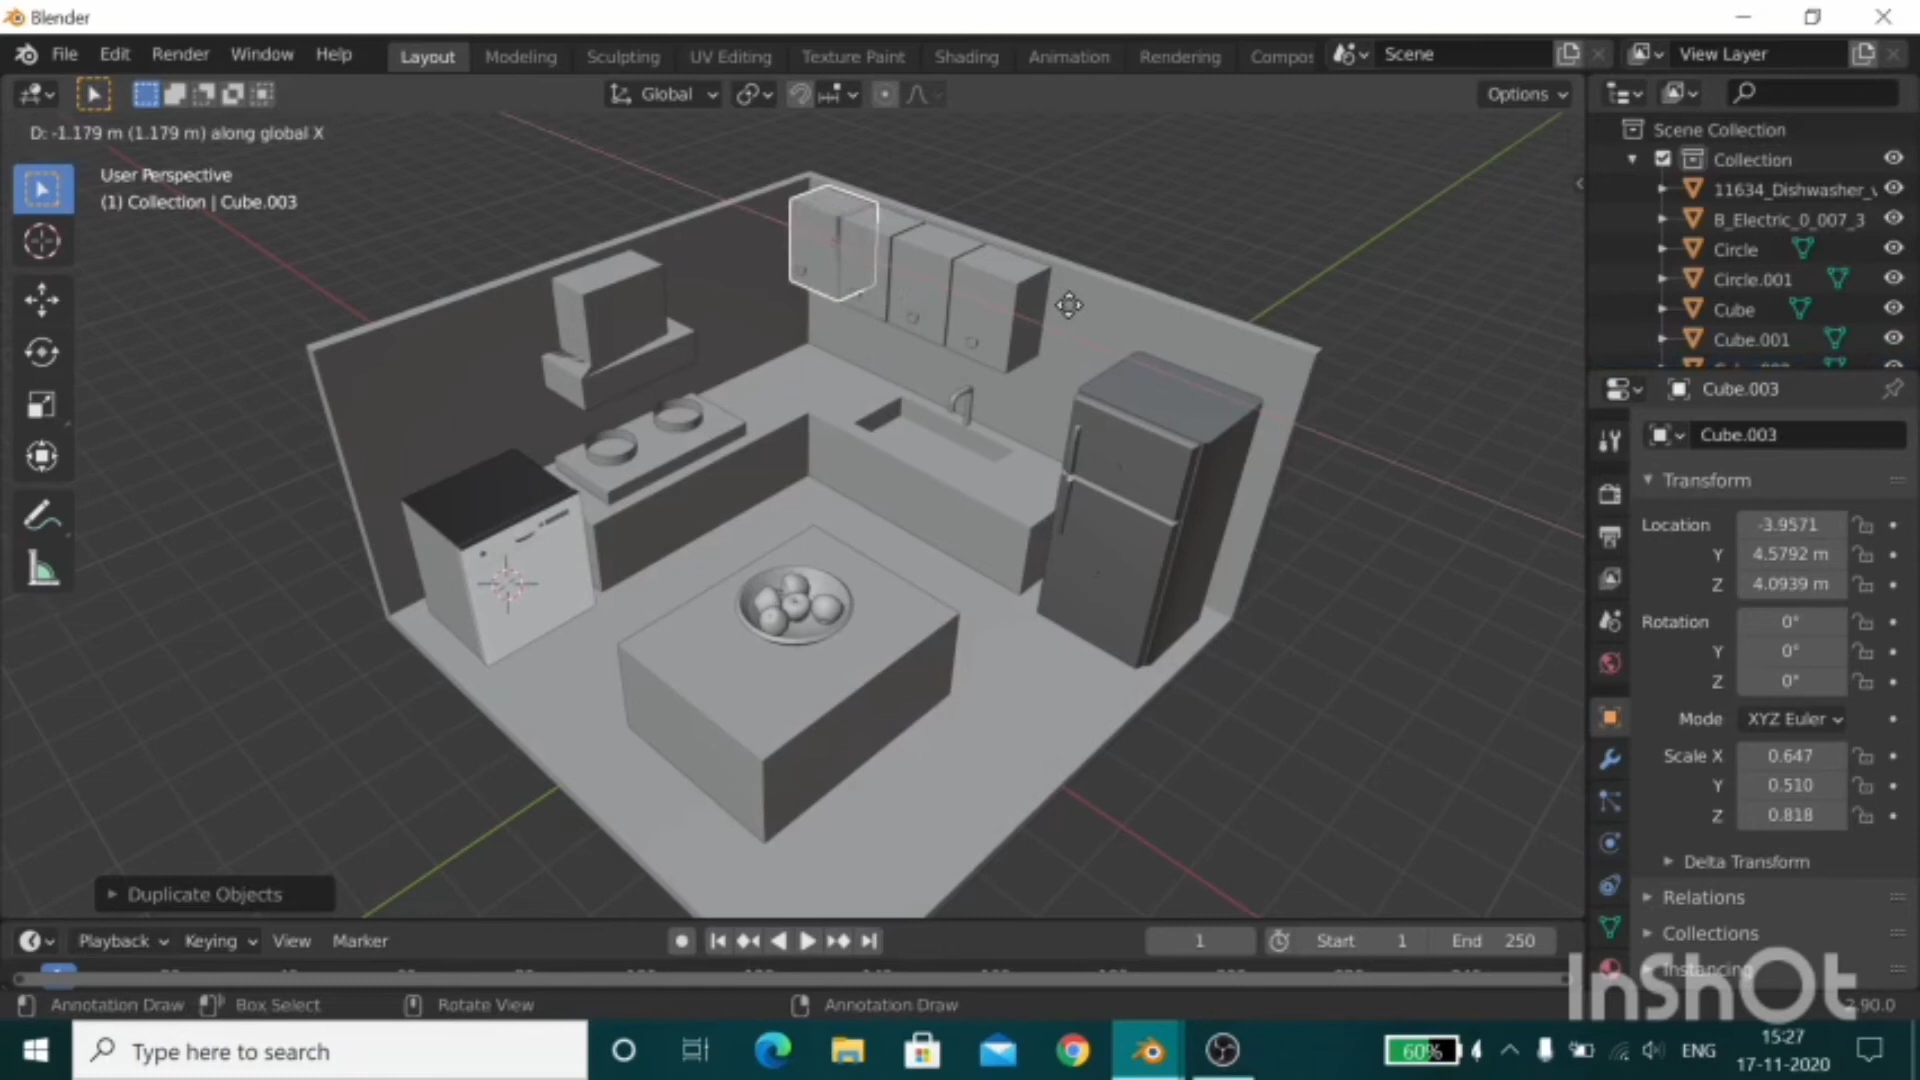 Blender
File Edit Render Window Help
Layout Modeling Sculpting UV Editing Texture Paint Shading Animation Rendering Compos
Scene
View Layer
Global
Options
D: -1.179 m (1.179 m) along global X
User Perspective
(1) Collection | Cube.003
Scene Collection
Collection
11634_Dishwasher_v
B_Electric_0_007_3
Circle
Circle.001
Cube
Cube.001
Cube.003
Cube.003
Transform
Location -3.9571
Y 4.5792 m
Z 4.0939 m
Rotation 0°
Y 0°
Z 0°
Mode XYZ Euler
Scale X 0.647
Y 0.510
Z 0.818
Delta Transform
Relations
Collections
Instancing
Duplicate Objects
Playback Keying View Marker
1
Start 1
End 250
Annotation Draw
Box Select
Rotate View
Annotation Draw
2.90.0
InShOt
Type here to search
60%
ENG
15:27
17-11-2020